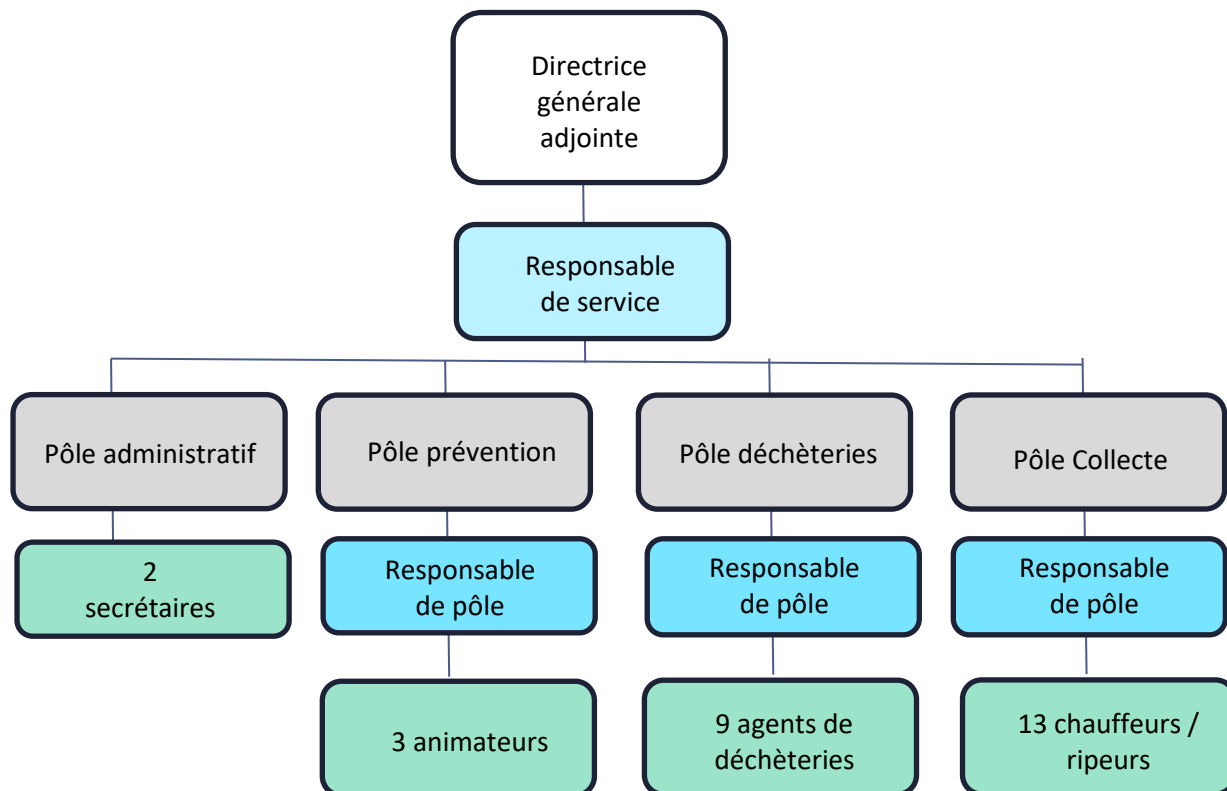 Directrice
générale
adjointe
Responsable
de service
Pôle administratif
Pôle prévention
Pôle déchèteries
Pôle Collecte
2
secrétaires
Responsable
de pôle
Responsable
de pôle
Responsable
de pôle
3 animateurs
9 agents de
déchèteries
13 chauffeurs /
ripeurs